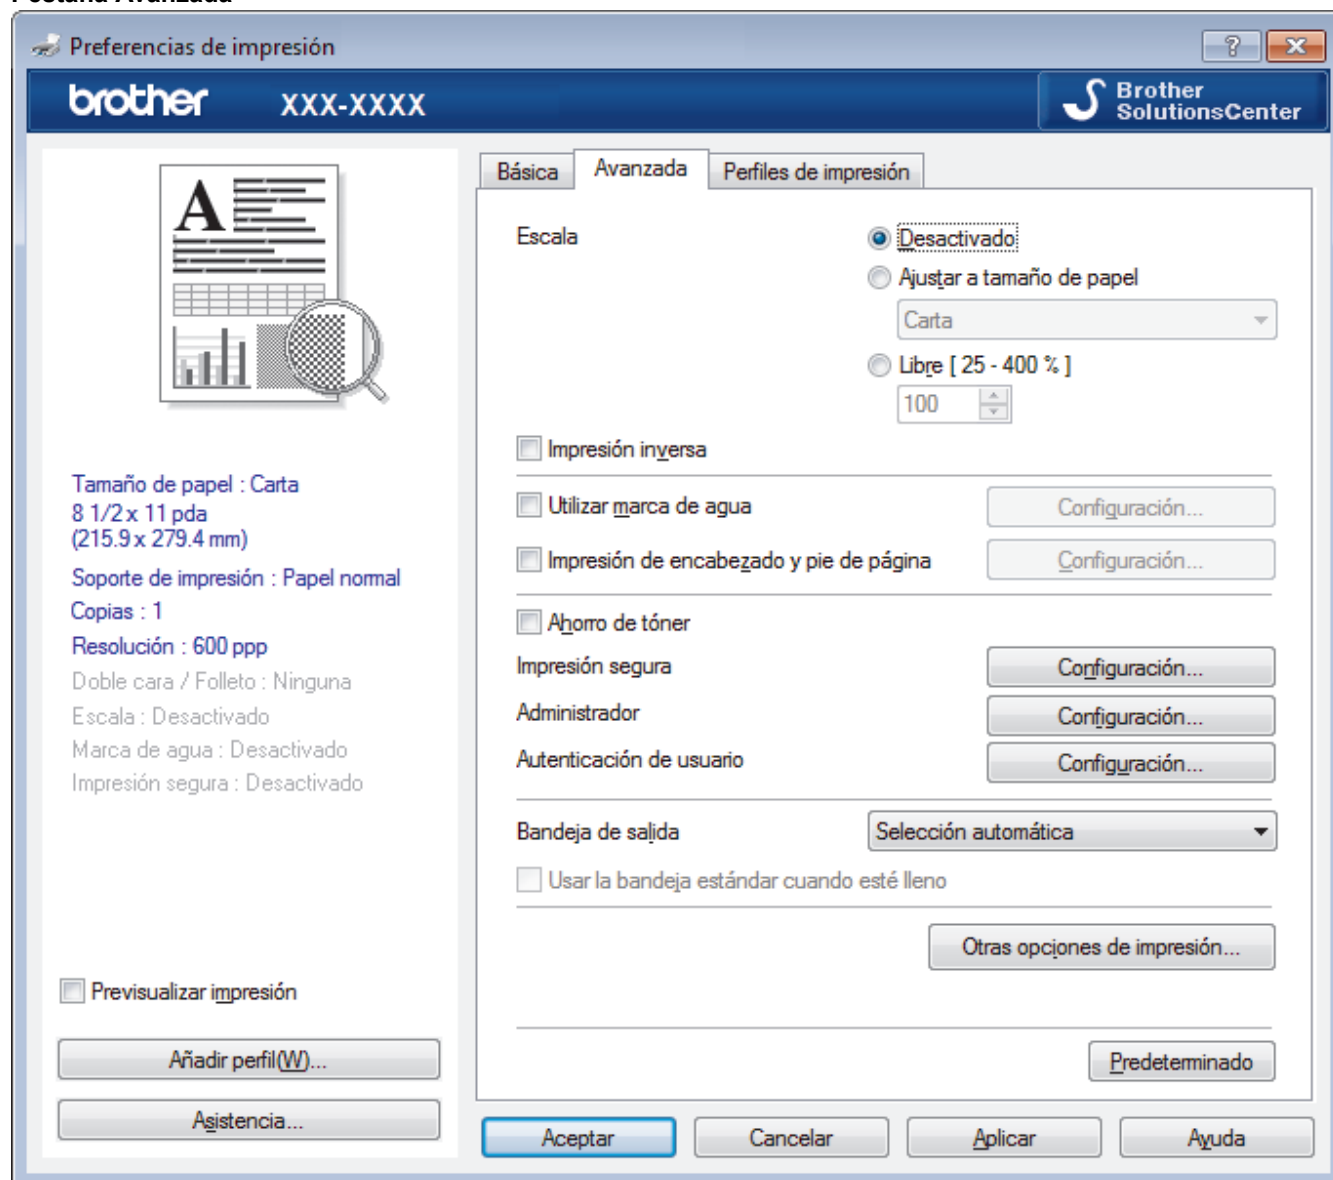 Pestaña Avanzada
Preferencias de impresión
brother XXX-XXXX
Brother
SolutionsCenter
A
Tamaño de papel : Carta
8 1/2 x 11 pda
(215.9 x 279.4 mm)
Soporte de impresión : Papel normal
Copias : 1
Resolución : 600 ppp
Doble cara / Folleto : Ninguna
Escala : Desactivado
Marca de agua : Desactivado
Impresión segura : Desactivado
Previsualizar impresión
Añadir perfil(W)...
Asistencia...
Básica Avanzada Perfiles de impresión
Escala
Desactivado
Ajustar a tamaño de papel
Carta
Libre [ 25 - 400 % ]
100
Impresión inversa
Utilizar marca de agua Configuración...
Impresión de encabezado y pie de página Configuración...
Ahorro de tóner
Impresión segura Configuración...
Administrador Configuración...
Autenticación de usuario Configuración...
Bandeja de salida Selección automática
Usar la bandeja estándar cuando esté lleno
Otras opciones de impresión...
Predeterminado
Aceptar Cancelar Aplicar Ayuda